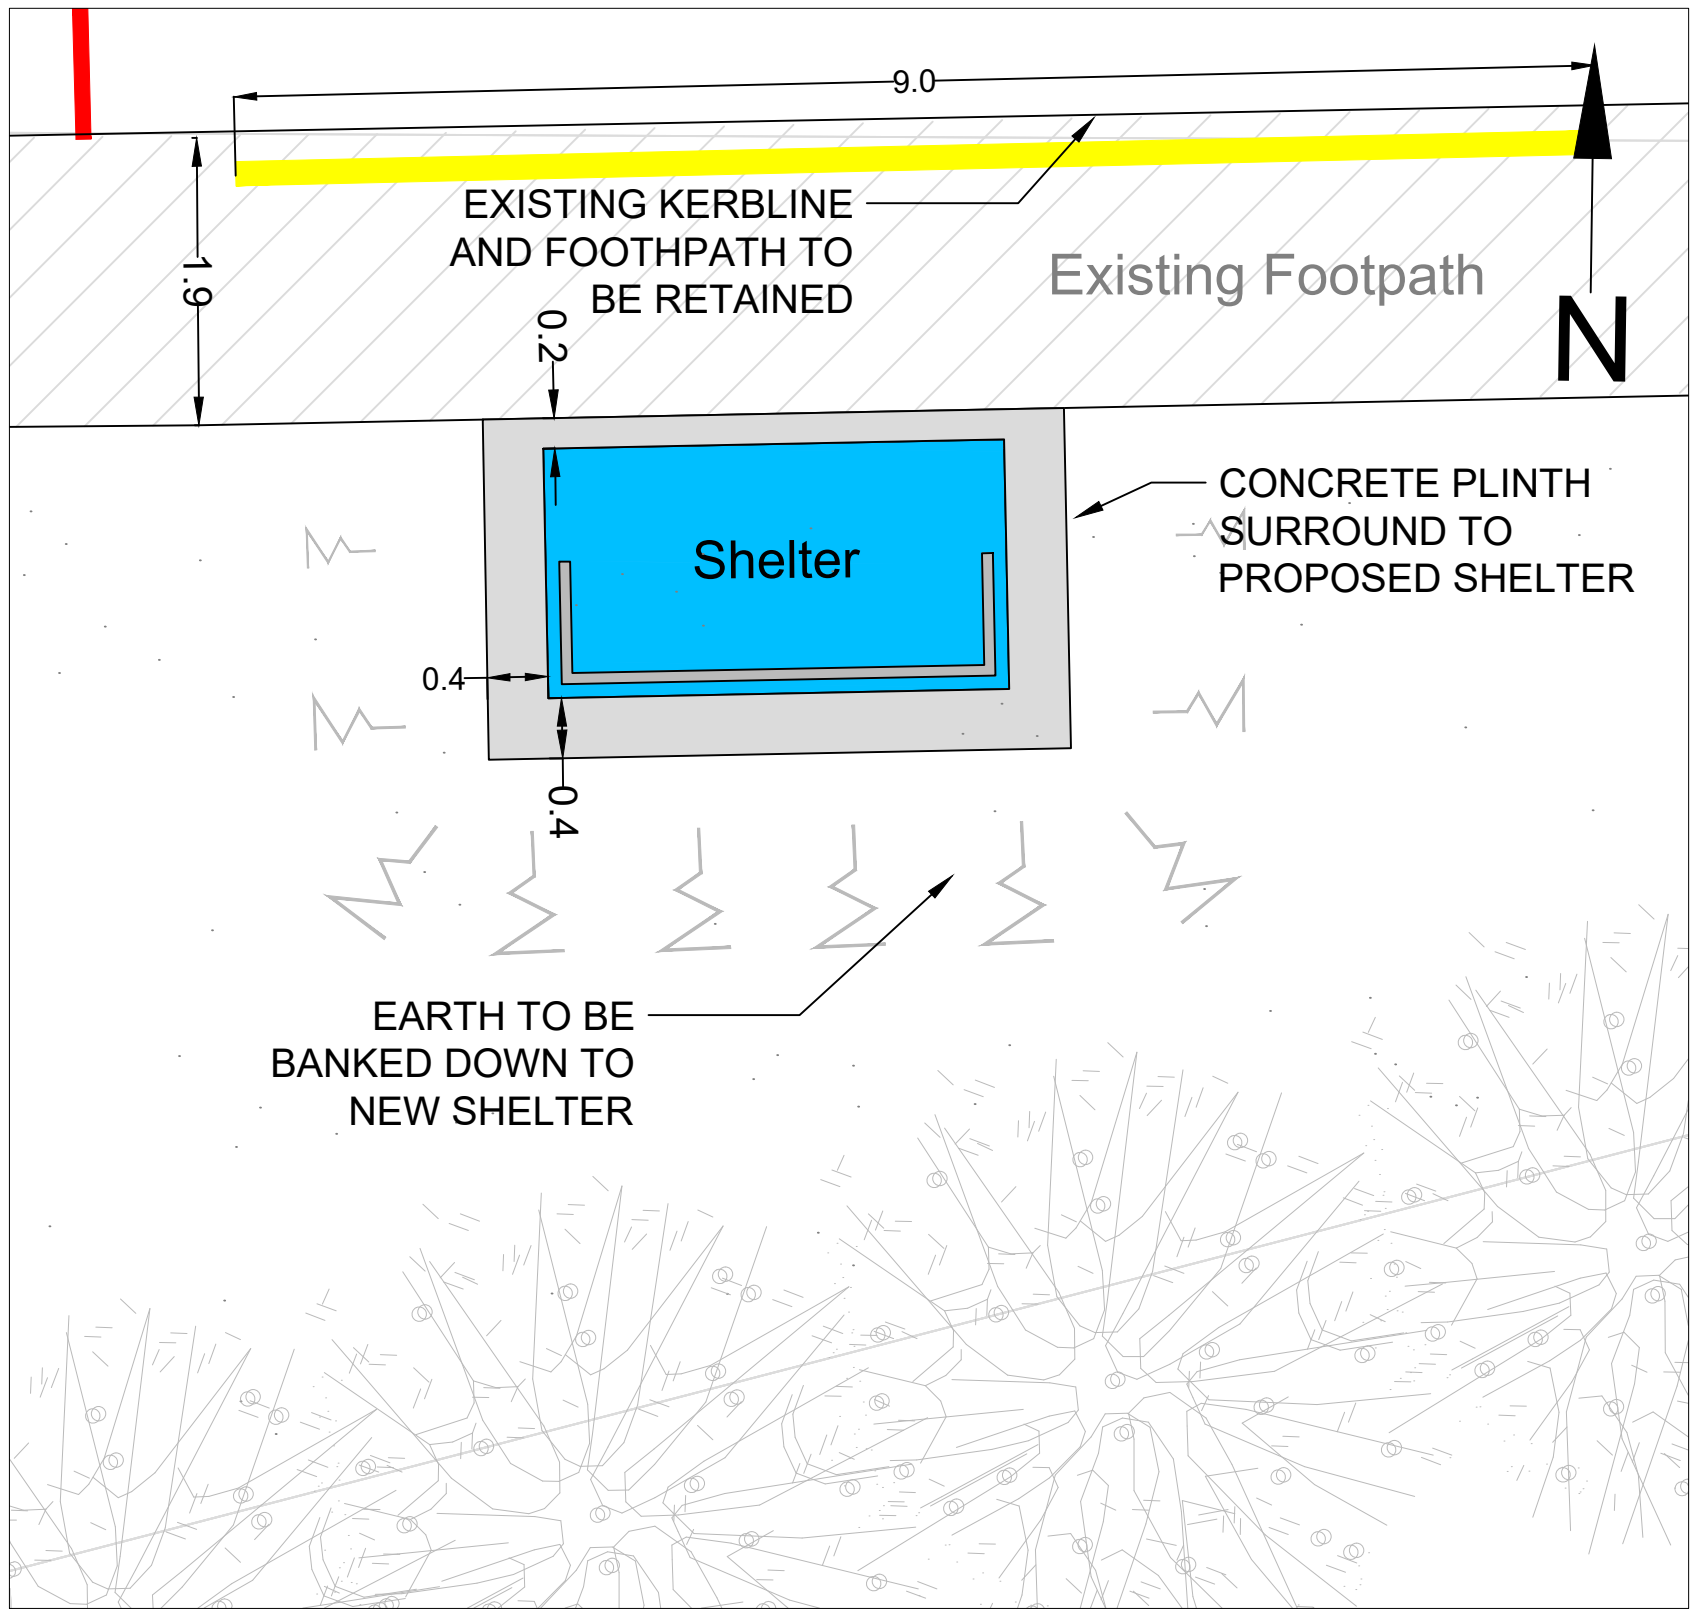 9.0
EXISTING KERBLINE
AND FOOTHPATH TO
BE RETAINED
1.9
Existing Footpath
N
0.2
Shelter
CONCRETE PLINTH
SURROUND TO
PROPOSED SHELTER
0.4
0.4
EARTH TO BE
BANKED DOWN TO
NEW SHELTER